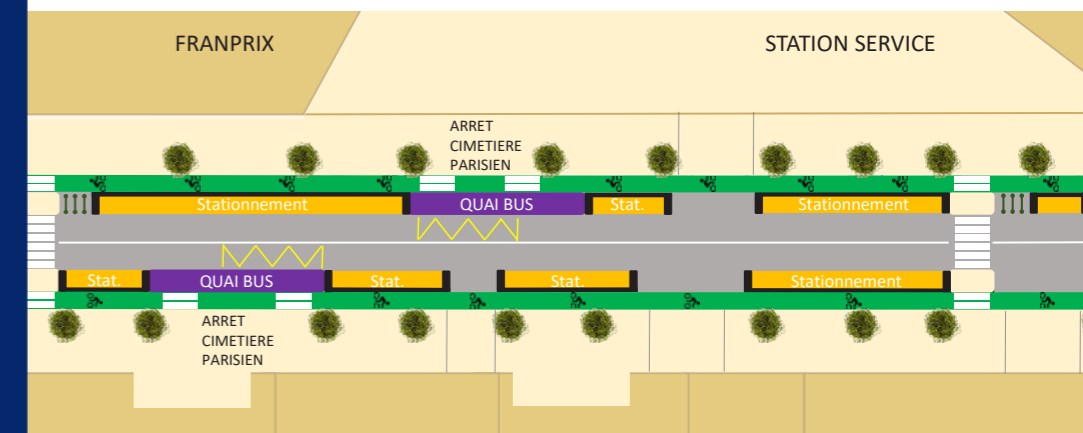 FRANPRIX
STATION SERVICE
ARRET
CIMETIERE
PARISIEN
Stationnement
QUAI BUS
Stat.
Stationnement
Stat.
QUAI BUS
Stat.
Stat.
Stationnement
ARRET
CIMETIERE
PARISIEN